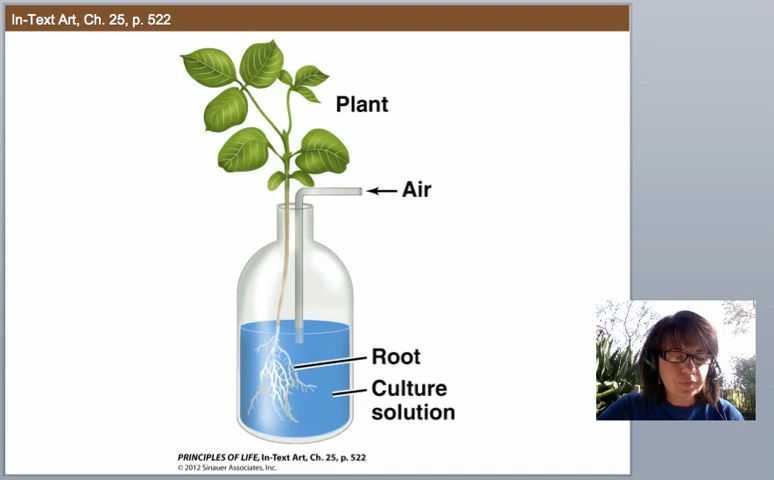 In-Text Art, Ch. 25, p. 522
Plant
Air
Root
Culture
solution
PRINCIPLES OF LIFE, In-Text Art, Ch. 25, p. 522
© 2012 Sinauer Associates, Inc.